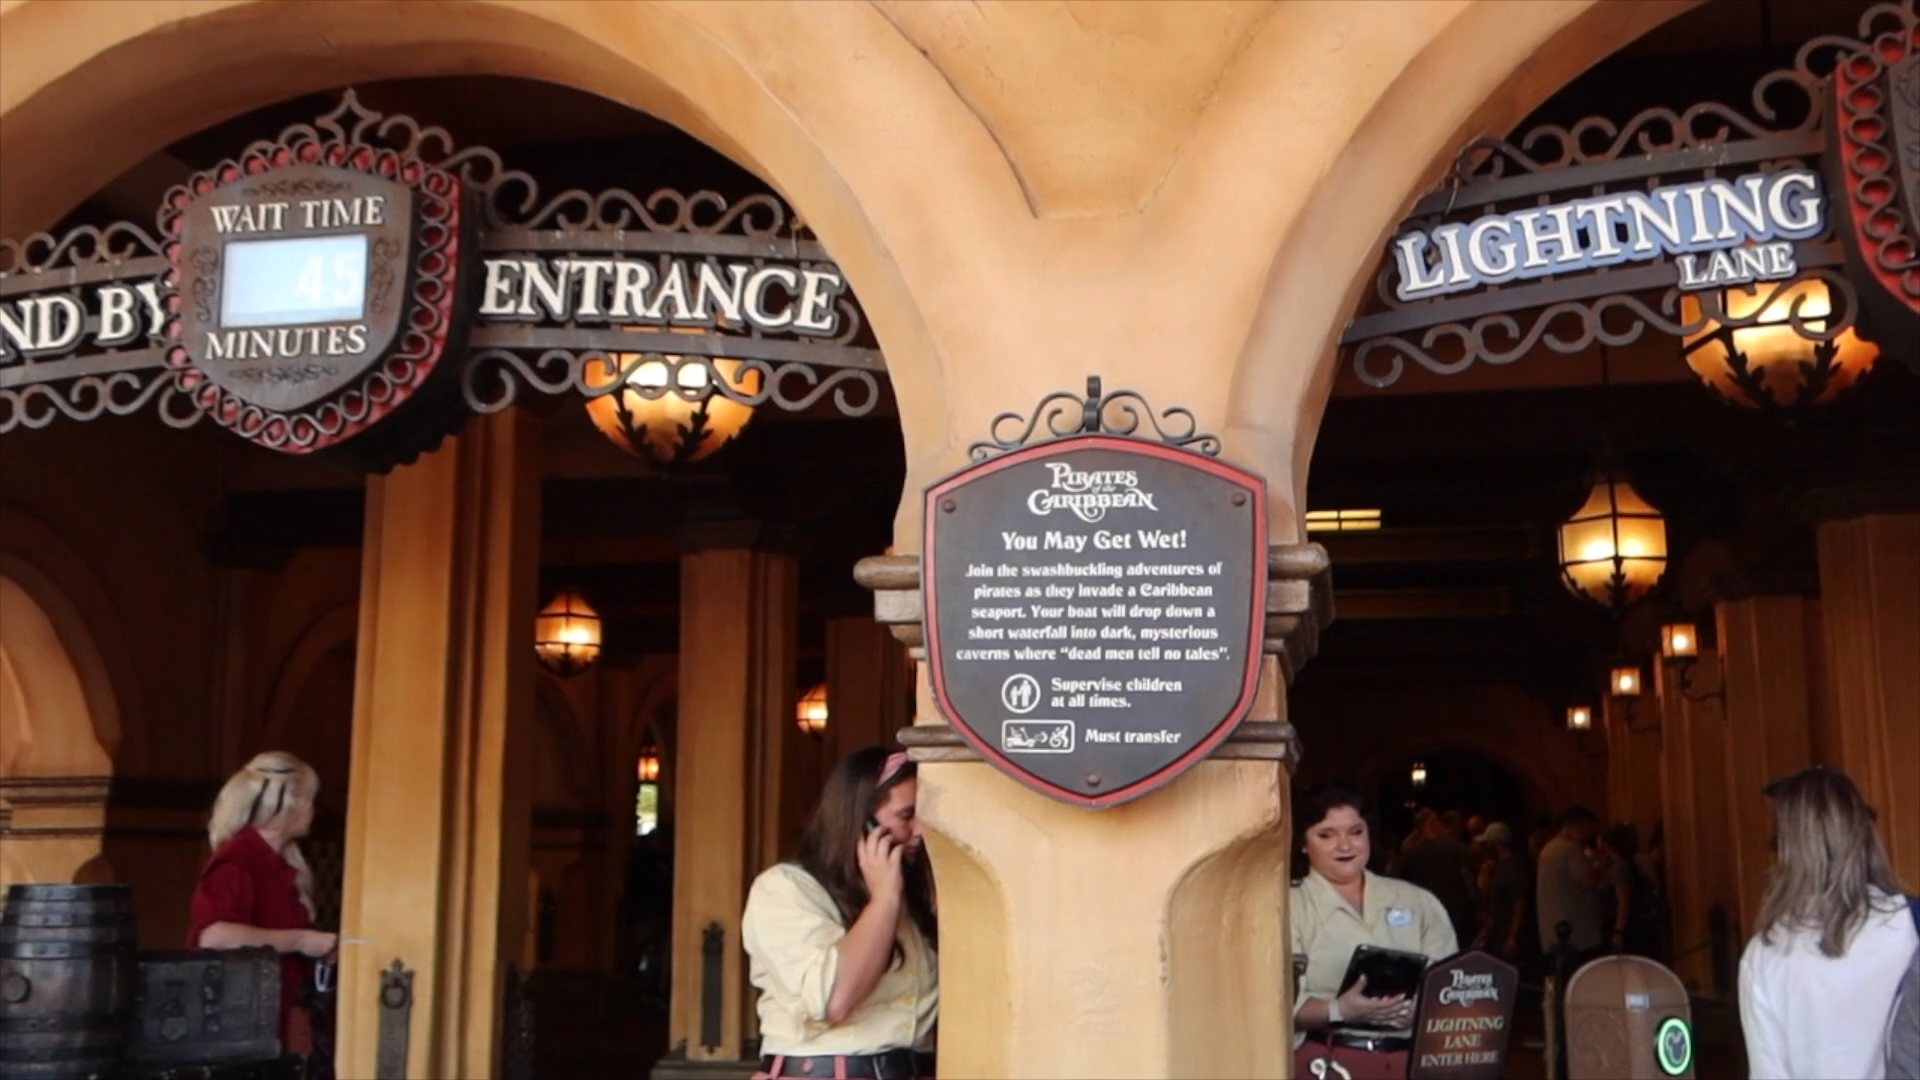 ND BY
WAIT TIME
45
MINUTES
ENTRANCE
LIGHTNING
LANE
PIRATES
of the
CARIBBEAN
You May Get Wet!
Join the swashbuckling adventures of
pirates as they invade a Caribbean
seaport. Your boat will drop down a
short waterfall into dark, mysterious
caverns where "dead men tell no tales".
Supervise children
at all times.
Must transfer
PIRATES
CARIBBEAN
LIGHTNING
LANE
ENTER HERE